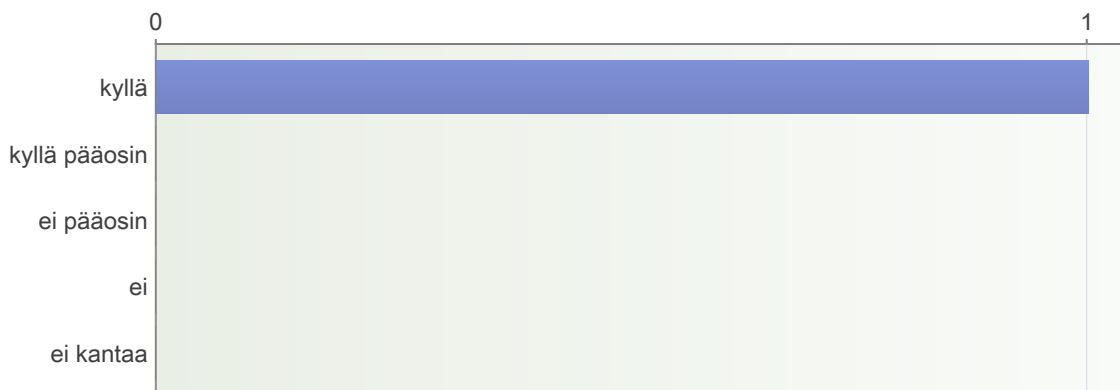 0 1
kyllä
kyllä pääosin
ei pääosin
ei
ei kantaa